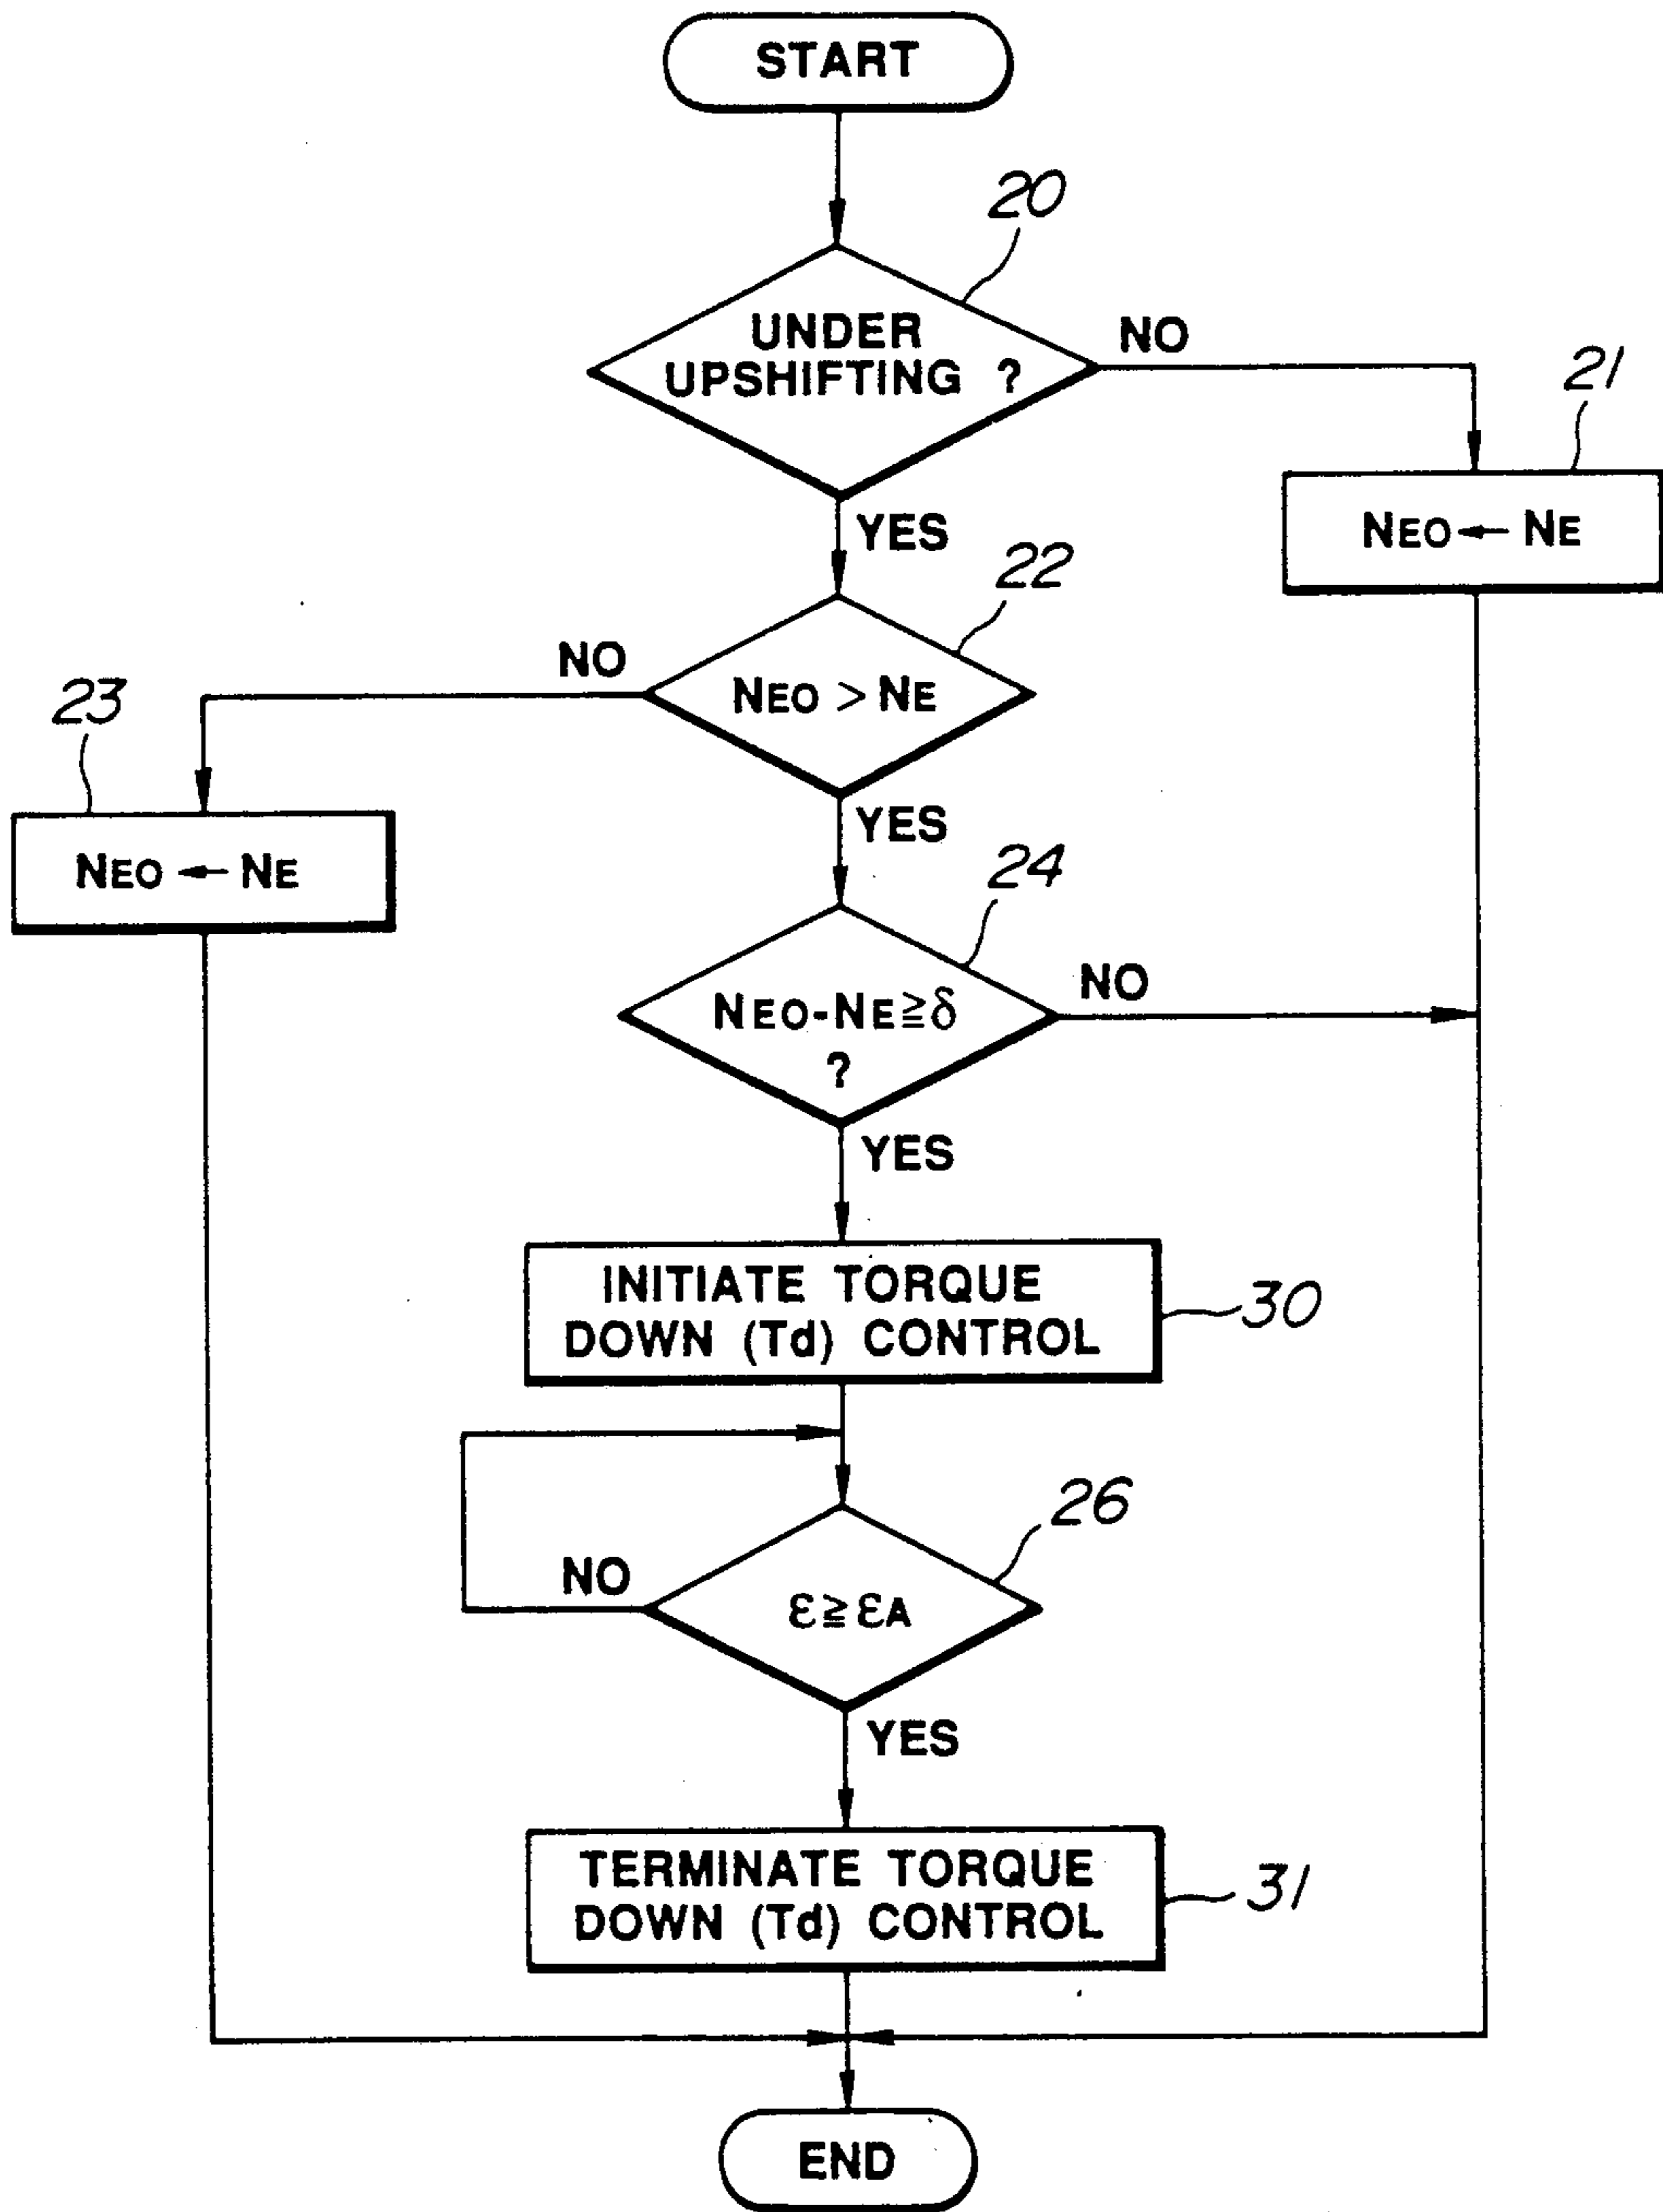 START
20
UNDER
UPSHIFTING ?
NO
21
NEO ← NE
YES
22
NO
NEO > NE
23
NEO ← NE
YES
24
NEO-NE≧δ
?
NO
YES
INITIATE TORQUE
DOWN (Td) CONTROL
30
26
NO
ε≧εA
YES
TERMINATE TORQUE
DOWN (Td) CONTROL
31
END